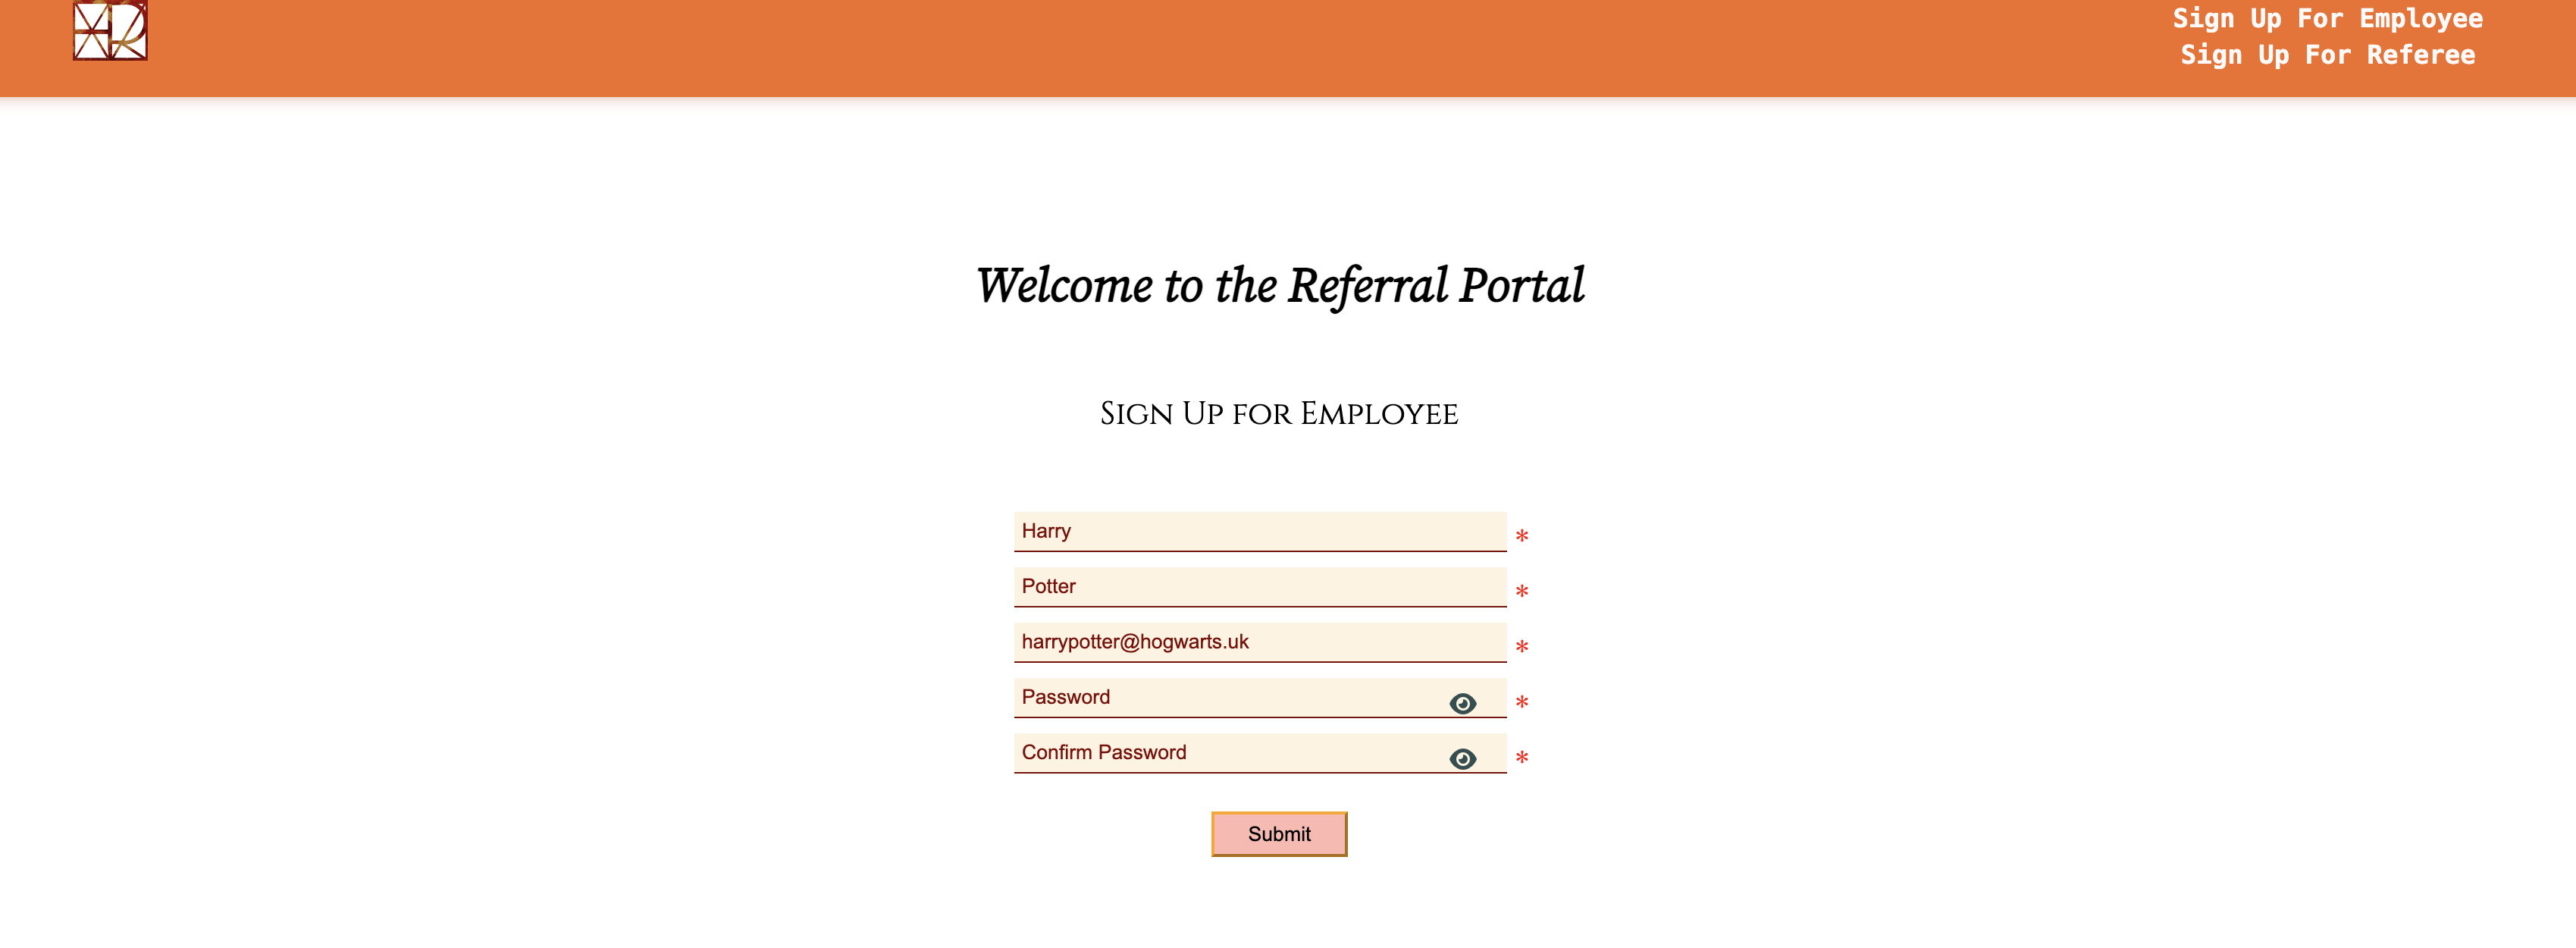 Sign Up For Employee
Sign Up For Referee
Welcome to the Referral Portal
Sign Up for Employee
Harry
*
Potter
*
harrypotter@hogwarts.uk
*
Password
*
Confirm Password
*
Submit